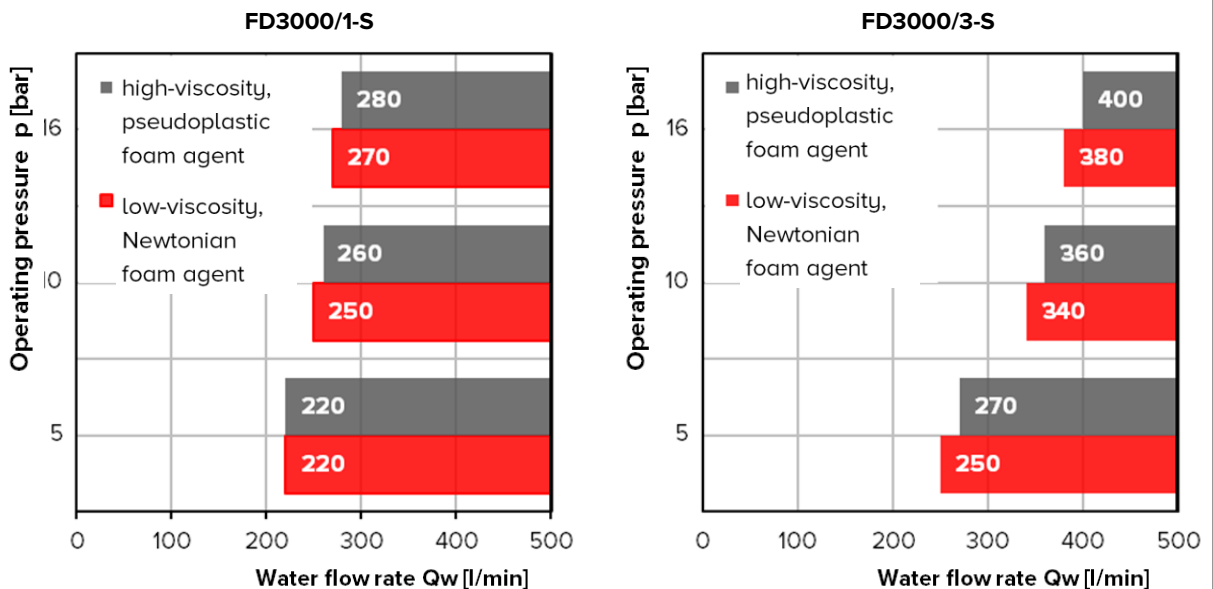 FD3000/1-S
Operating pressure p [bar]
high-viscosity,
pseudoplastic
foam agent
low-viscosity,
Newtonian
foam agent
16
10
5
280
270
260
250
220
220
0 100 200 300 400 500
Water flow rate Qw [l/min]
FD3000/3-S
Operating pressure p [bar]
high-viscosity,
pseudoplastic
foam agent
low-viscosity,
Newtonian
foam agent
16
10
5
400
380
360
340
270
250
0 100 200 300 400 500
Water flow rate Qw [l/min]